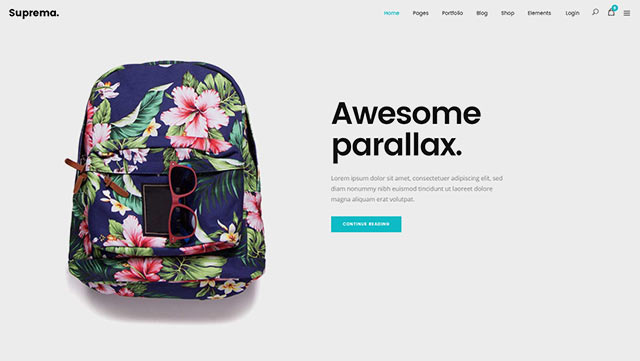 Suprema.
Home Pages Portfolio Blog Shop Elements Login
Awesome
parallax.
Lorem ipsum dolor sit amet, consectetuer adipiscing elit, sed
diam nonummy nibh euismod tincidunt ut laoreet dolore
magna aliquam erat volutpat.
CONTINUE READING